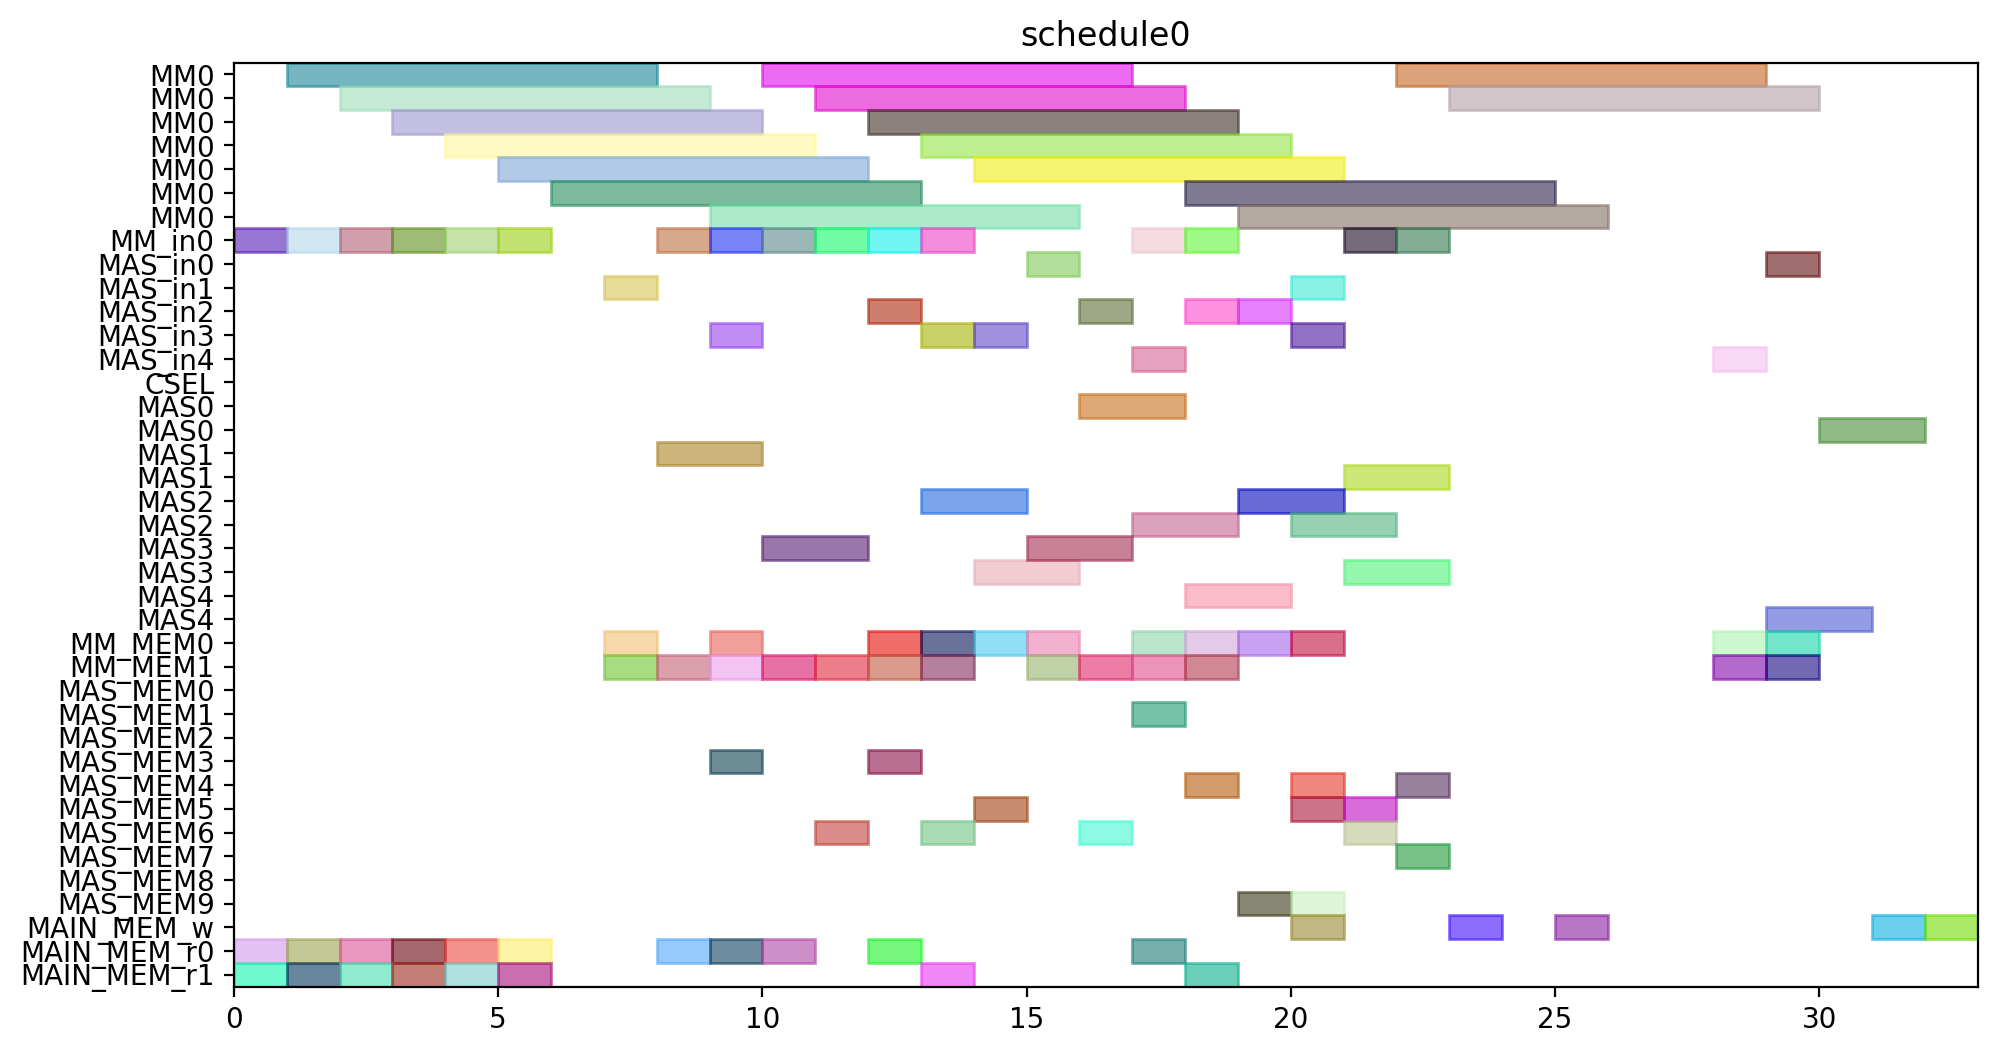 schedule0
MM0
MM0
MM0
MM0
MM0
MM0
MM0
MM_in0
MAS_in0
MAS_in1
MAS_in2
MAS_in3
MAS_in4
CSEL
MAS0
MAS0
MAS1
MAS1
MAS2
MAS2
MAS3
MAS3
MAS4
MAS4
MM_MEM0
MM_MEM1
MAS_MEM0
MAS_MEM1
MAS_MEM2
MAS_MEM3
MAS_MEM4
MAS_MEM5
MAS_MEM6
MAS_MEM7
MAS_MEM8
MAS_MEM9
MAIN_MEM_w
MAIN_MEM_r0
MAIN_MEM_r1
0 5 10 15 20 25 30